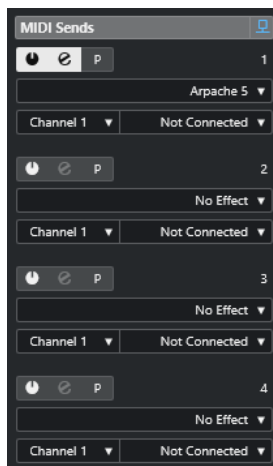 MIDI Sends
P 1
Arpache 5
Channel 1 Not Connected
P 2
No Effect
Channel 1 Not Connected
P 3
No Effect
Channel 1 Not Connected
P 4
No Effect
Channel 1 Not Connected